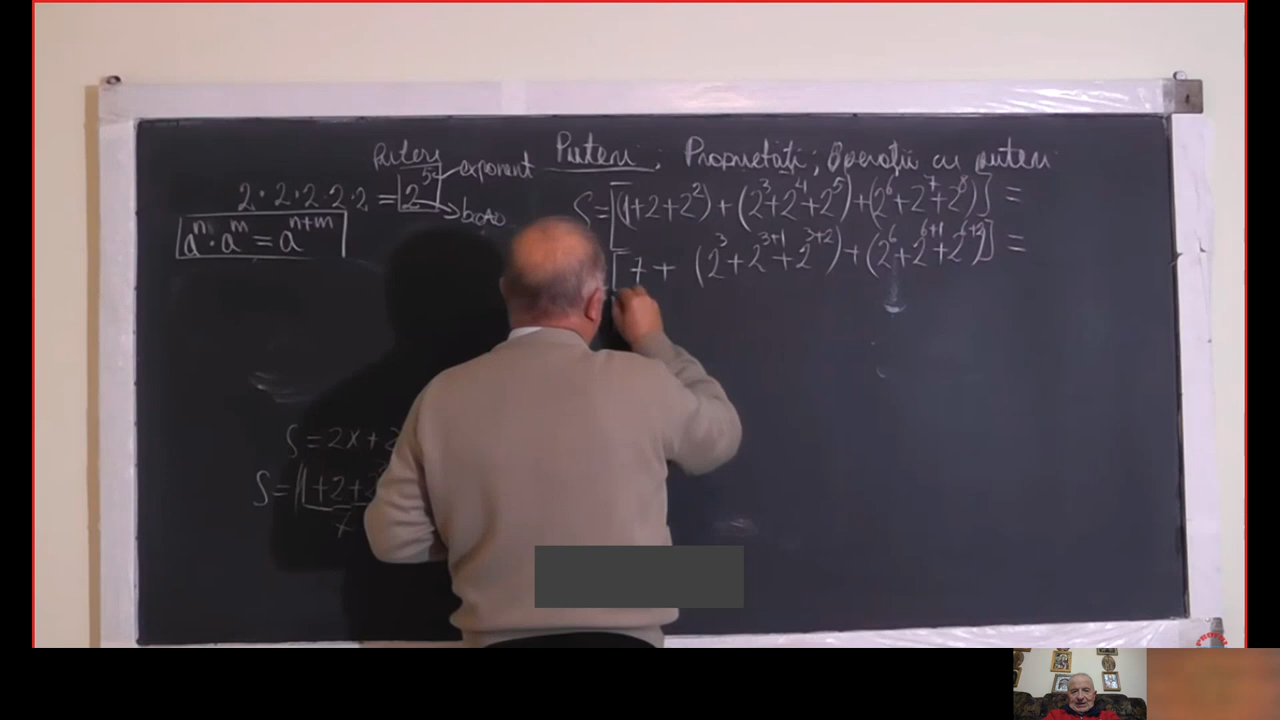 Puteri; Proprietăți; Operații cu puteri
Putere
2·2·2·2·2 = 2⁵
exponent
bază
aⁿ·aᵐ = aⁿ⁺ᵐ
S=[(1+2+2²)+(2³+2⁴+2⁵)+(2⁶+2⁷+2⁸)] =
[7+ (2³+2³⁺¹+2³⁺²)+(2⁶+2⁶⁺¹+2⁶⁺²)] =
S=2x+2
S=(1+2+2
7